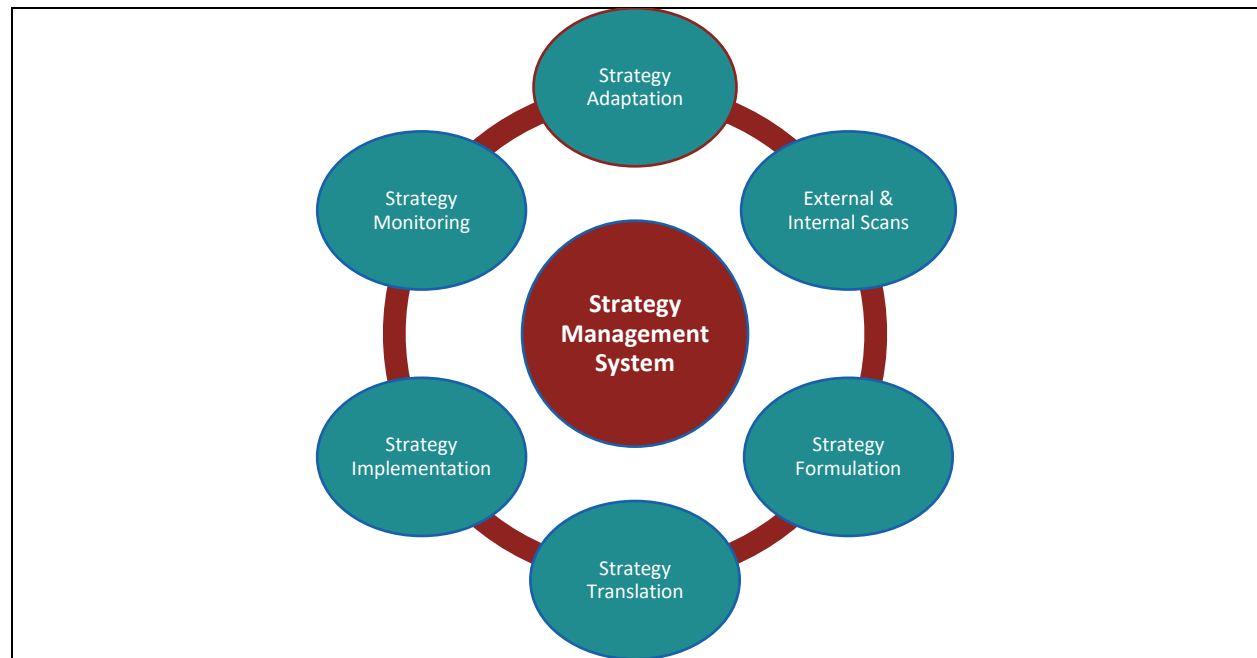 Strategy
Adaptation
External &
Internal Scans
Strategy
Formulation
Strategy
Translation
Strategy
Implementation
Strategy
Monitoring
Strategy
Management
System